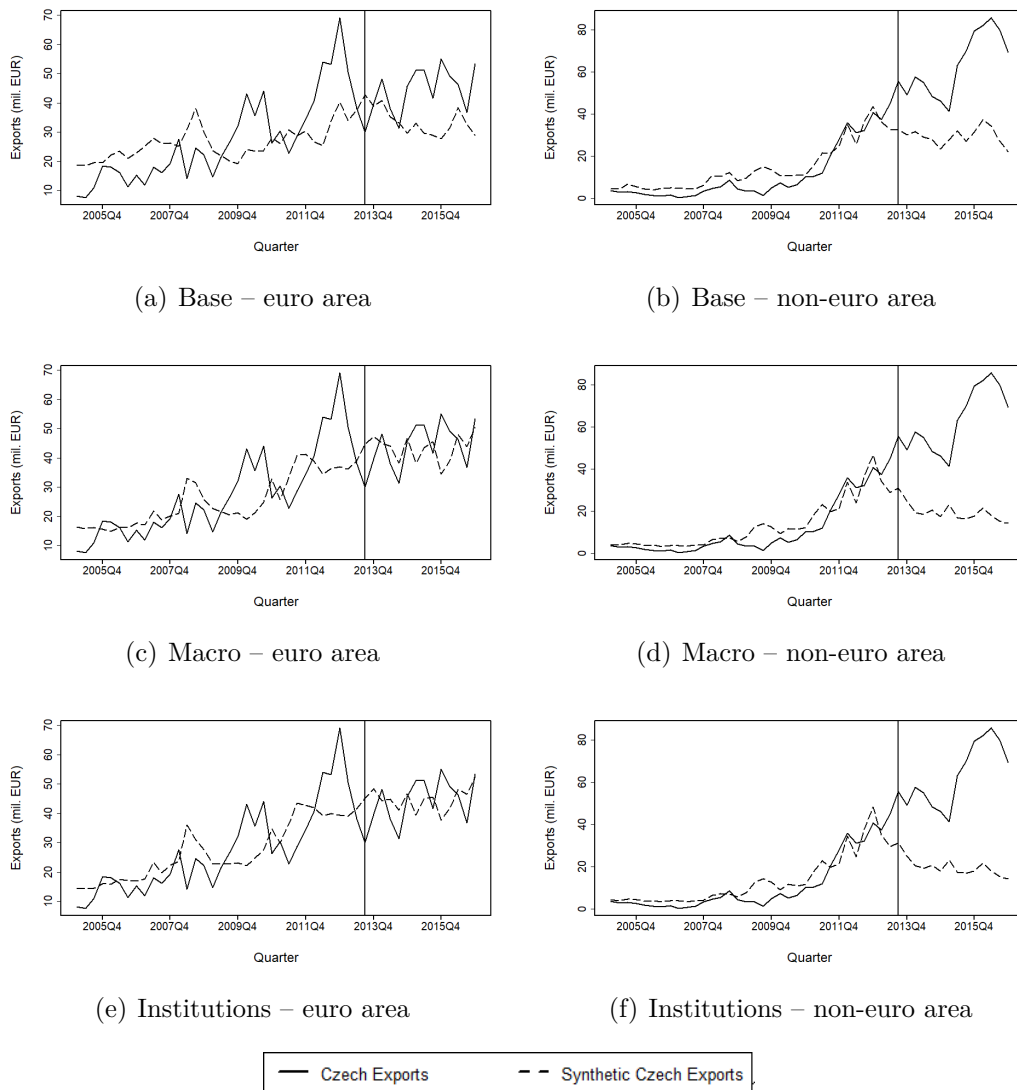 Exports (mil. EUR)
70
60
50
40
30
20
10
2005Q4 2007Q4 2009Q4 2011Q4 2013Q4 2015Q4
Quarter
(a) Base – euro area
Exports (mil. EUR)
80
60
40
20
0
2005Q4 2007Q4 2009Q4 2011Q4 2013Q4 2015Q4
Quarter
(b) Base – non-euro area
Exports (mil. EUR)
70
60
50
40
30
20
10
2005Q4 2007Q4 2009Q4 2011Q4 2013Q4 2015Q4
Quarter
(c) Macro – euro area
Exports (mil. EUR)
80
60
40
20
0
2005Q4 2007Q4 2009Q4 2011Q4 2013Q4 2015Q4
Quarter
(d) Macro – non-euro area
Exports (mil. EUR)
70
60
50
40
30
20
10
2005Q4 2007Q4 2009Q4 2011Q4 2013Q4 2015Q4
Quarter
(e) Institutions – euro area
Exports (mil. EUR)
80
60
40
20
0
2005Q4 2007Q4 2009Q4 2011Q4 2013Q4 2015Q4
Quarter
(f) Institutions – non-euro area
Czech Exports Synthetic Czech Exports